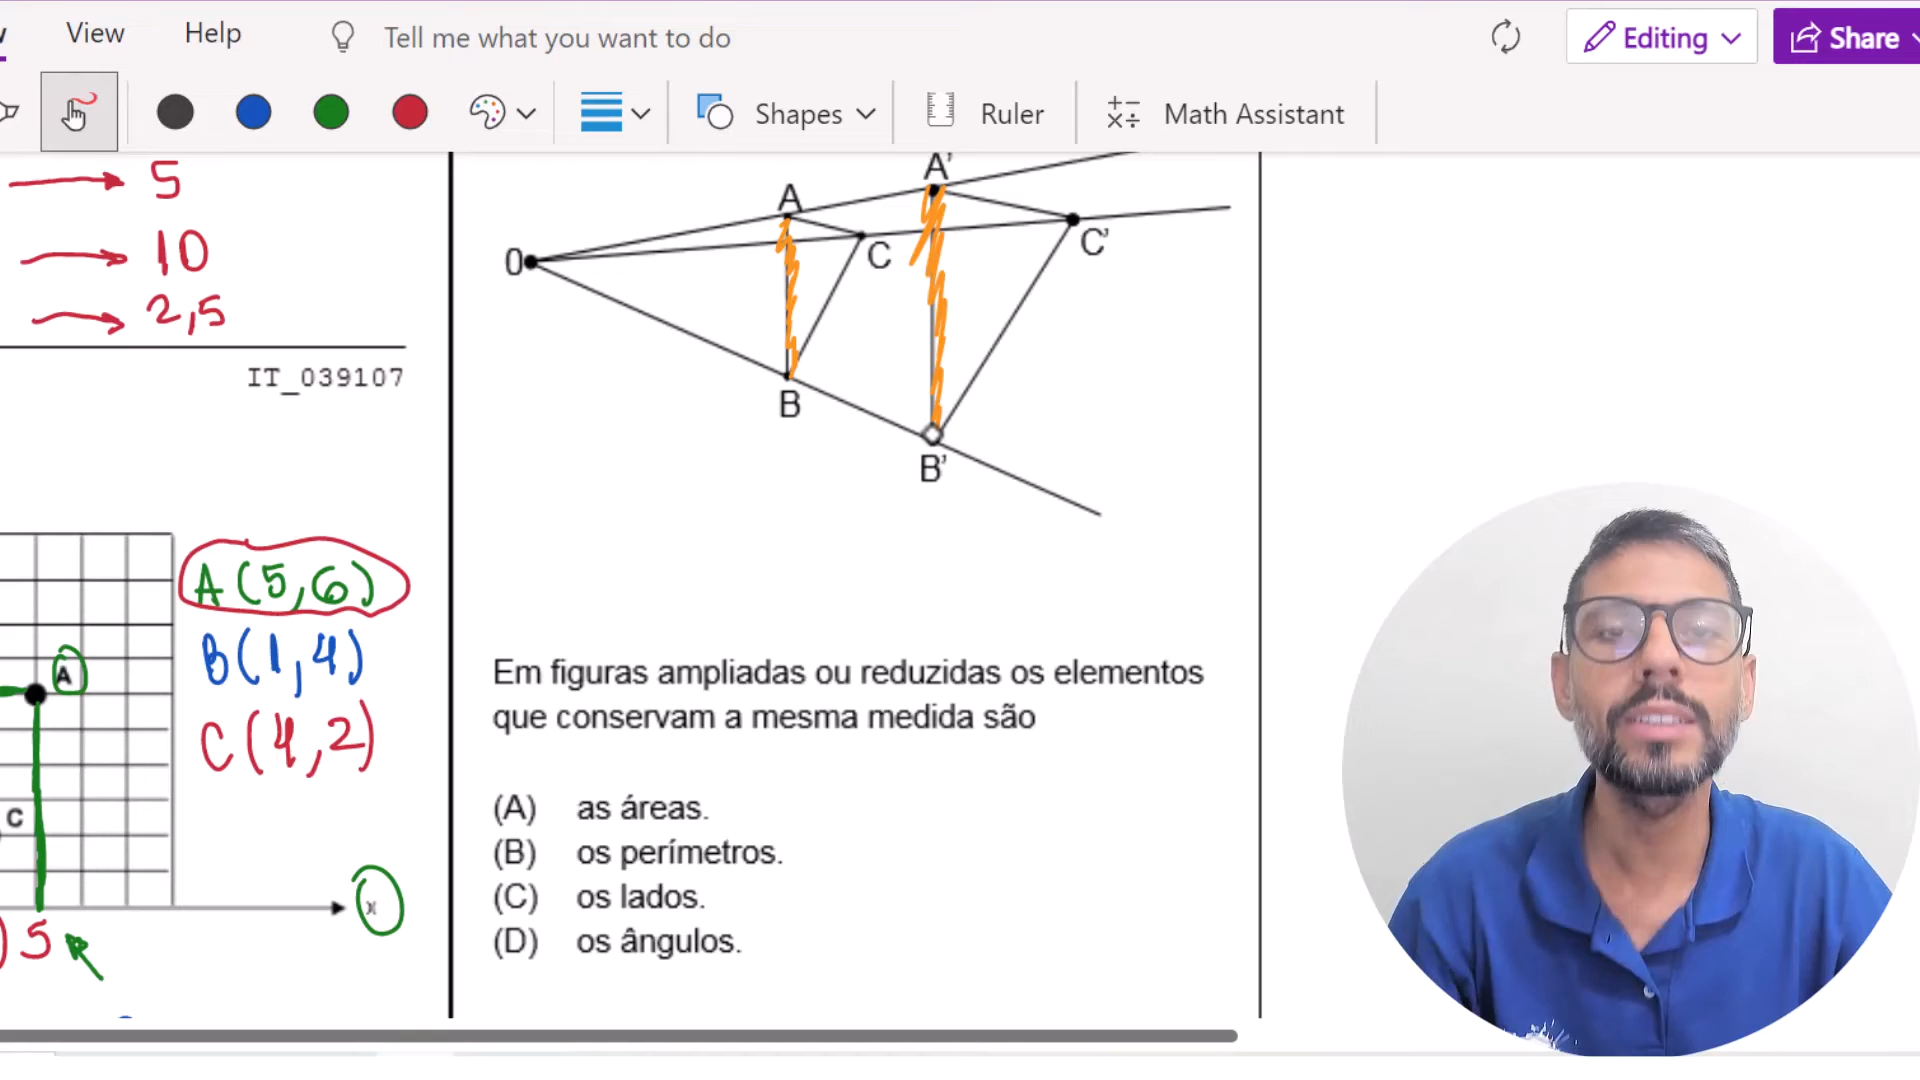 View Help Tell me what you want to do Editing Share
Shapes Ruler Math Assistant
5
10
2,5
IT_039107
A'
A
C
C'
0
B
B'
A (5,6)
B(1,4)
C(4,2)
A
C
x
5
Em figuras ampliadas ou reduzidas os elementos
que conservam a mesma medida são
(A) as áreas.
(B) os perímetros.
(C) os lados.
(D) os ângulos.